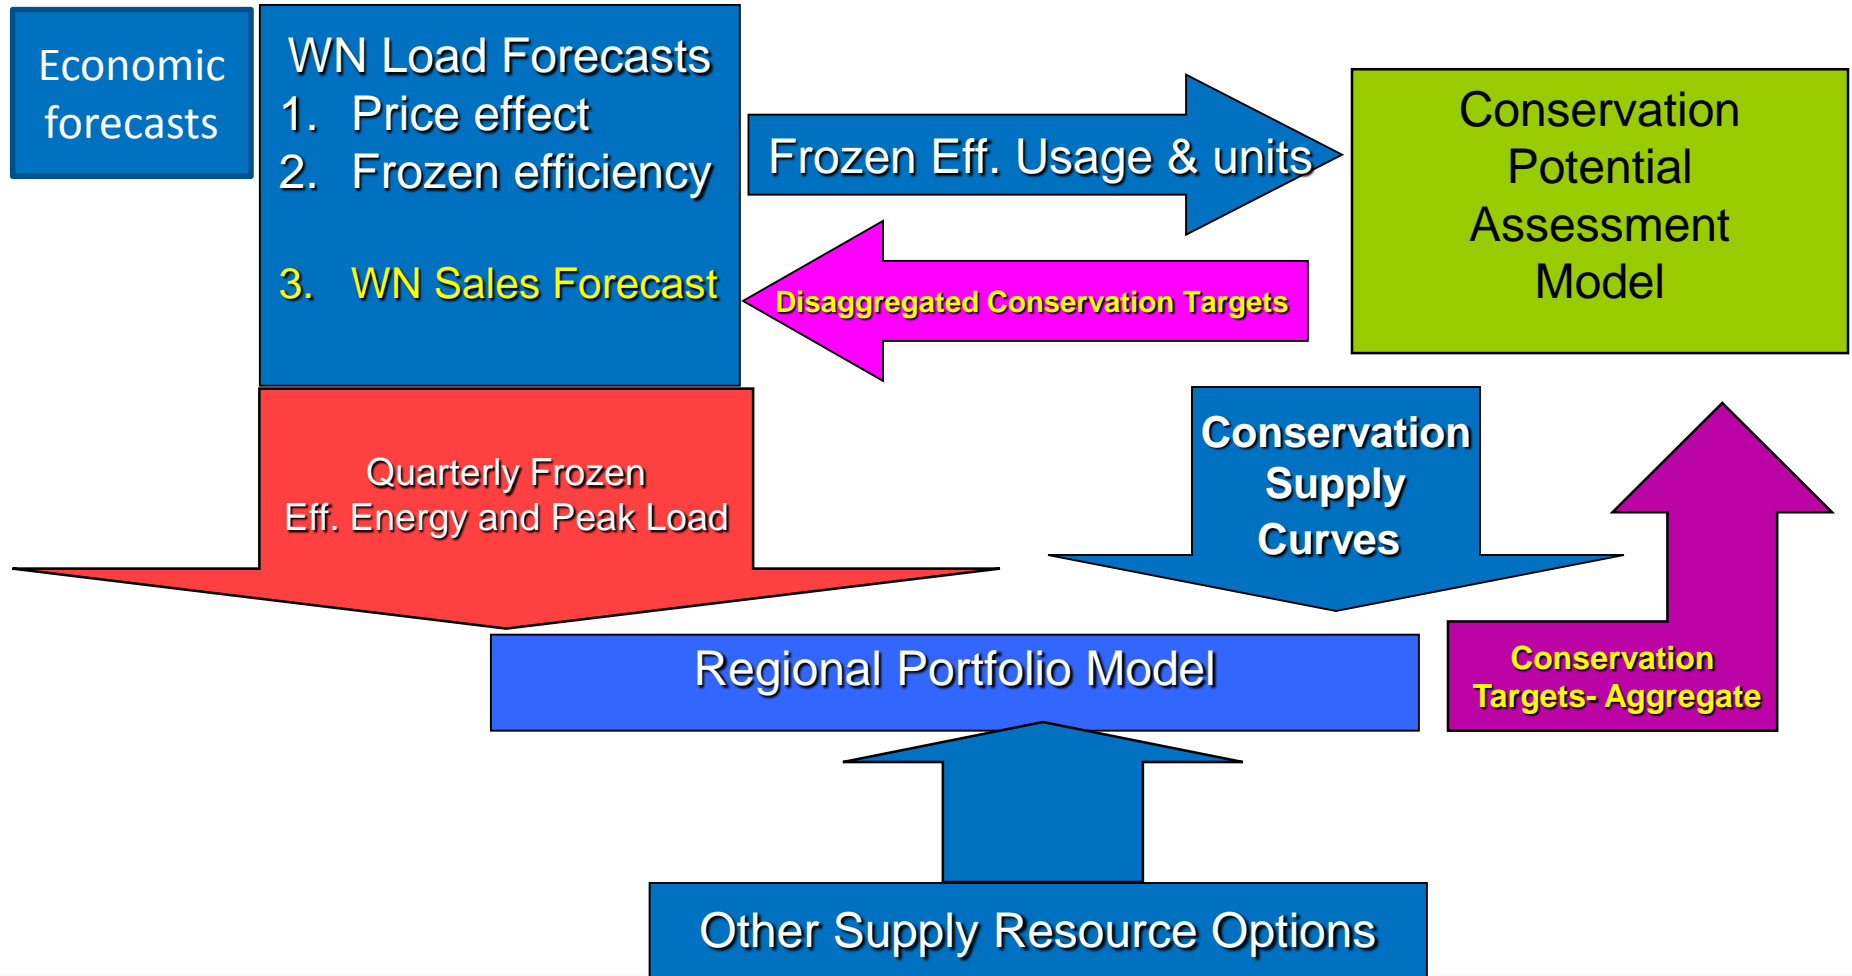 Economic
forecasts
WN Load Forecasts
1. Price effect
2. Frozen efficiency
3. WN Sales Forecast
Frozen Eff. Usage & units
Disaggregated Conservation Targets
Conservation
Potential
Assessment
Model
Quarterly Frozen
Eff. Energy and Peak Load
Conservation
Supply
Curves
Regional Portfolio Model
Conservation
Targets- Aggregate
Other Supply Resource Options